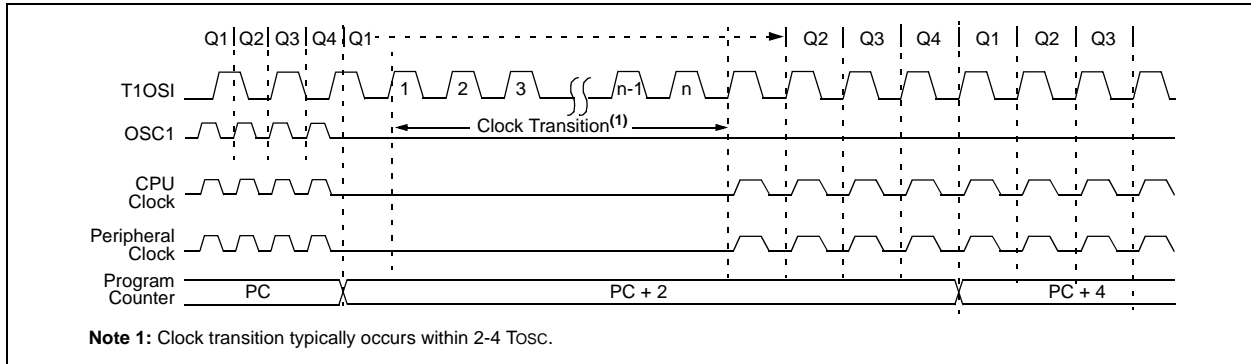 Q1 Q2 Q3 Q4 Q1 Q2 Q3 Q4 Q1 Q2 Q3
T1OSI 1 2 3 n-1 n
OSC1 Clock Transition(1)
CPU
Clock
Peripheral
Clock
Program
Counter PC PC + 2 PC + 4
Note 1: Clock transition typically occurs within 2-4 TOSC.